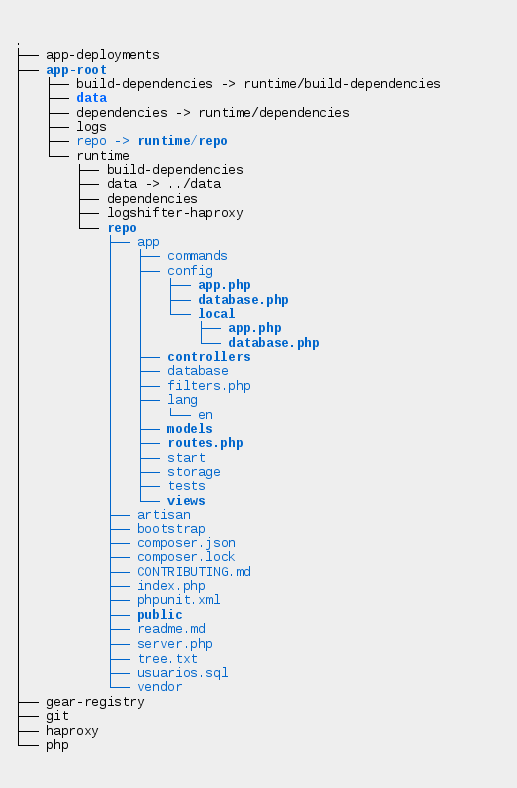 .
├── app-deployments
├── app-root
│   ├── build-dependencies -> runtime/build-dependencies
│   ├── data
│   ├── dependencies -> runtime/dependencies
│   ├── logs
│   ├── repo -> runtime/repo
│   └── runtime
│       ├── build-dependencies
│       ├── data -> ../data
│       ├── dependencies
│       ├── logshifter-haproxy
│       └── repo
│           ├── app
│           │   ├── commands
│           │   ├── config
│           │   │   ├── app.php
│           │   │   ├── database.php
│           │   │   └── local
│           │   │       ├── app.php
│           │   │       └── database.php
│           │   ├── controllers
│           │   ├── database
│           │   ├── filters.php
│           │   ├── lang
│           │   │   └── en
│           │   ├── models
│           │   ├── routes.php
│           │   ├── start
│           │   ├── storage
│           │   ├── tests
│           │   └── views
│           ├── artisan
│           ├── bootstrap
│           ├── composer.json
│           ├── composer.lock
│           ├── CONTRIBUTING.md
│           ├── index.php
│           ├── phpunit.xml
│           ├── public
│           ├── readme.md
│           ├── server.php
│           ├── tree.txt
│           ├── usuarios.sql
│           └── vendor
├── gear-registry
├── git
├── haproxy
└── php